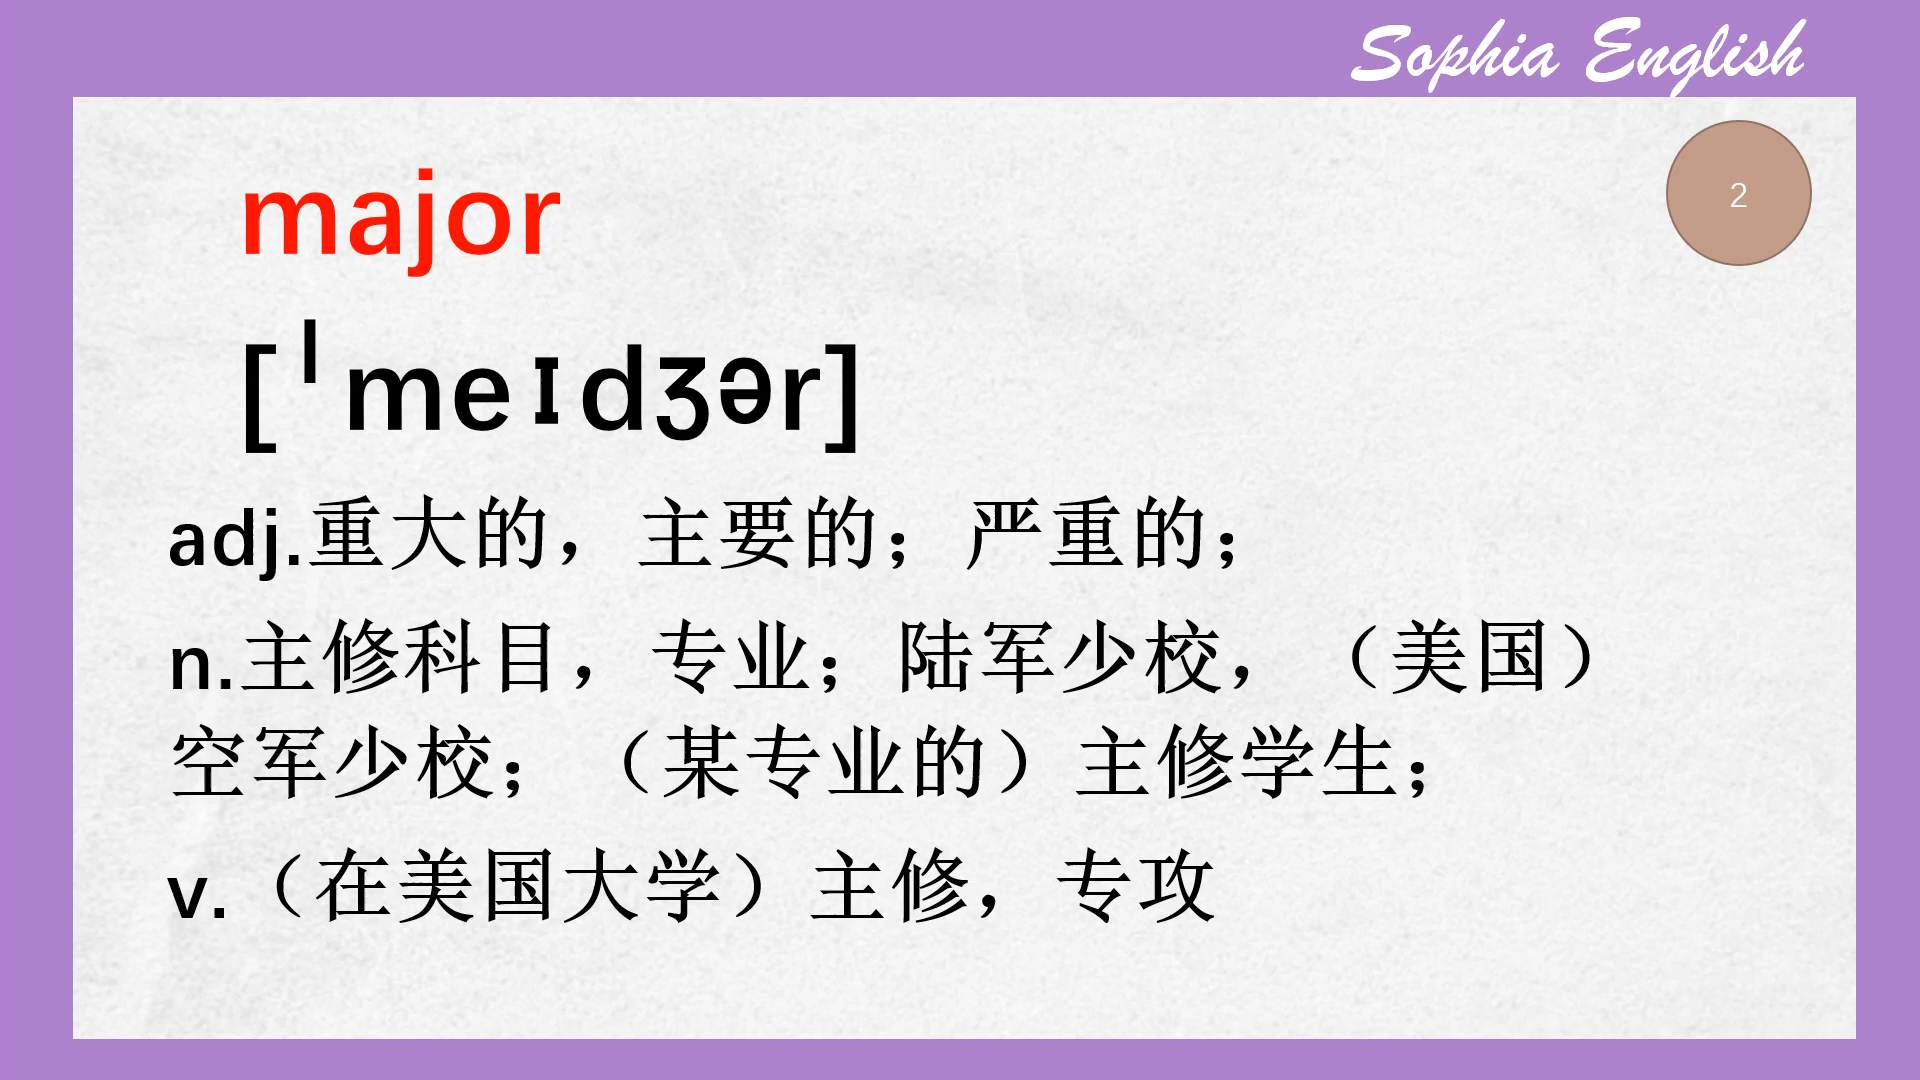 Sophia English
2
major
[ˈmeɪdʒər]
adj.重大的，主要的；严重的；
n.主修科目，专业；陆军少校，（美国）
空军少校；（某专业的）主修学生；
v.（在美国大学）主修，专攻